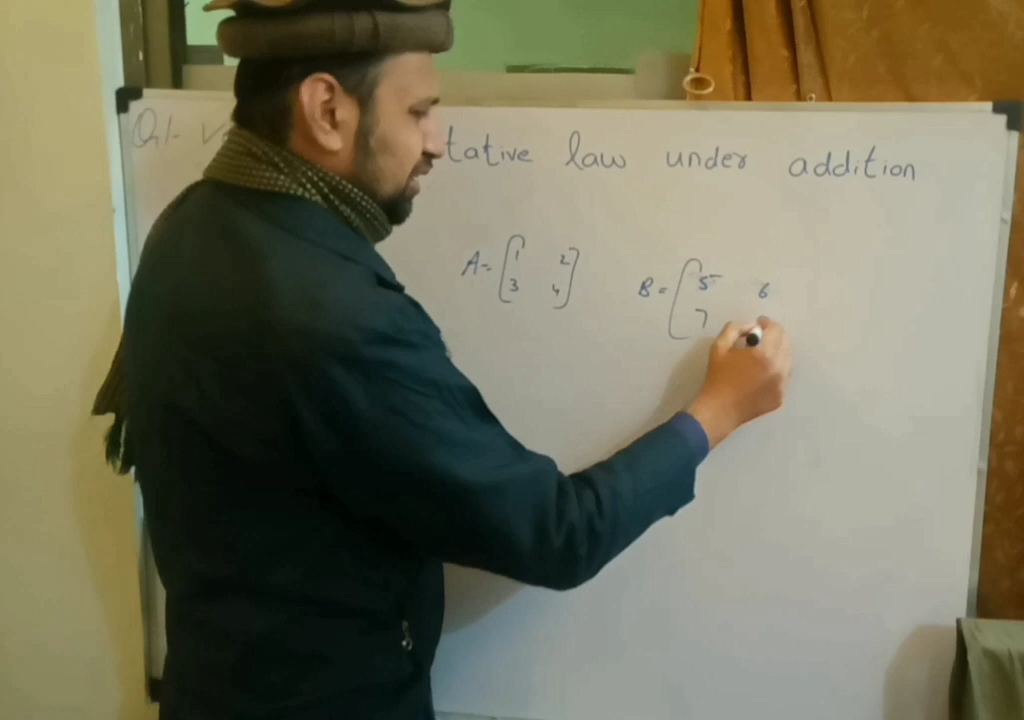 Q1- tative law under addition
A= [1 2
3 4] B= [5 6
7